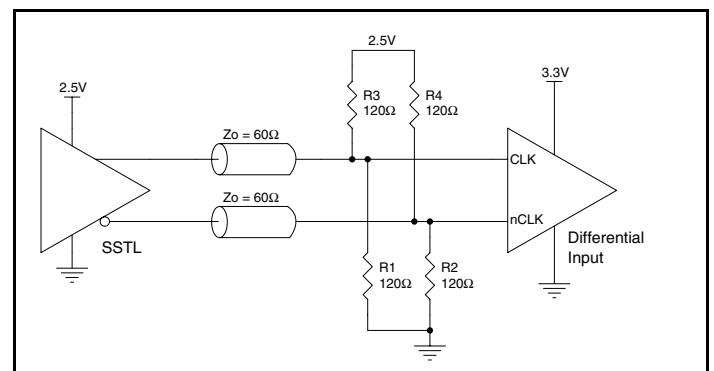 2.5V
3.3V
2.5V
R3
120Ω
R4
120Ω
Zo = 60Ω
CLK
Zo = 60Ω
nCLK
SSTL
Differential
Input
R1
120Ω
R2
120Ω